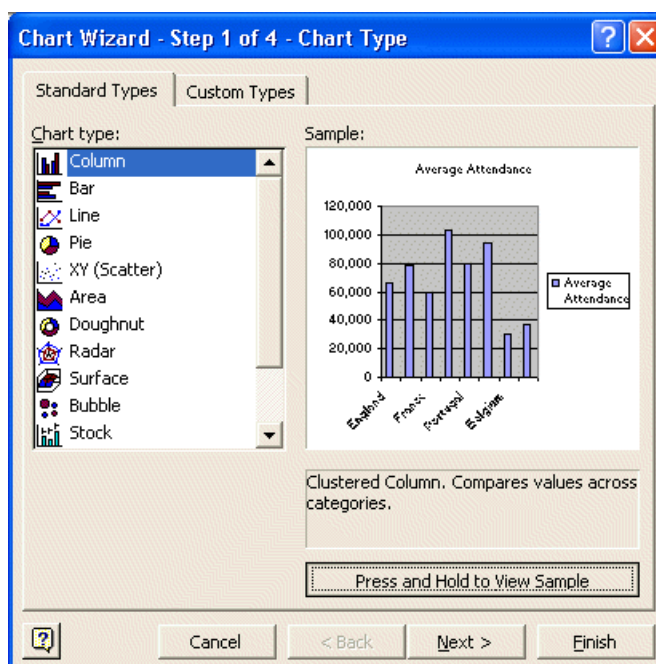 Chart Wizard - Step 1 of 4 - Chart Type
?
Standard Types
Custom Types
Chart type:
Column
Bar
Line
Pie
XY (Scatter)
Area
Doughnut
Radar
Surface
Bubble
Stock
Sample:
Average Attendance
120,000
100,000
80,000
60,000
40,000
20,000
0
England
France
Portugal
Belgium
Average
Attendance
Clustered Column. Compares values across
categories.
Press and Hold to View Sample
?
Cancel
< Back
Next >
Finish